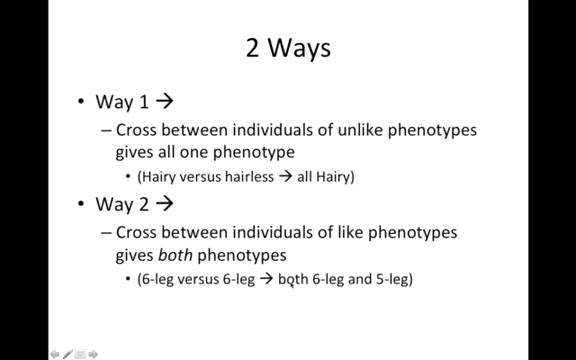 2 Ways
• Way 1 →
– Cross between individuals of unlike phenotypes
gives all one phenotype
• (Hairy versus hairless → all Hairy)
• Way 2 →
– Cross between individuals of like phenotypes
gives both phenotypes
• (6-leg versus 6-leg → both 6-leg and 5-leg)